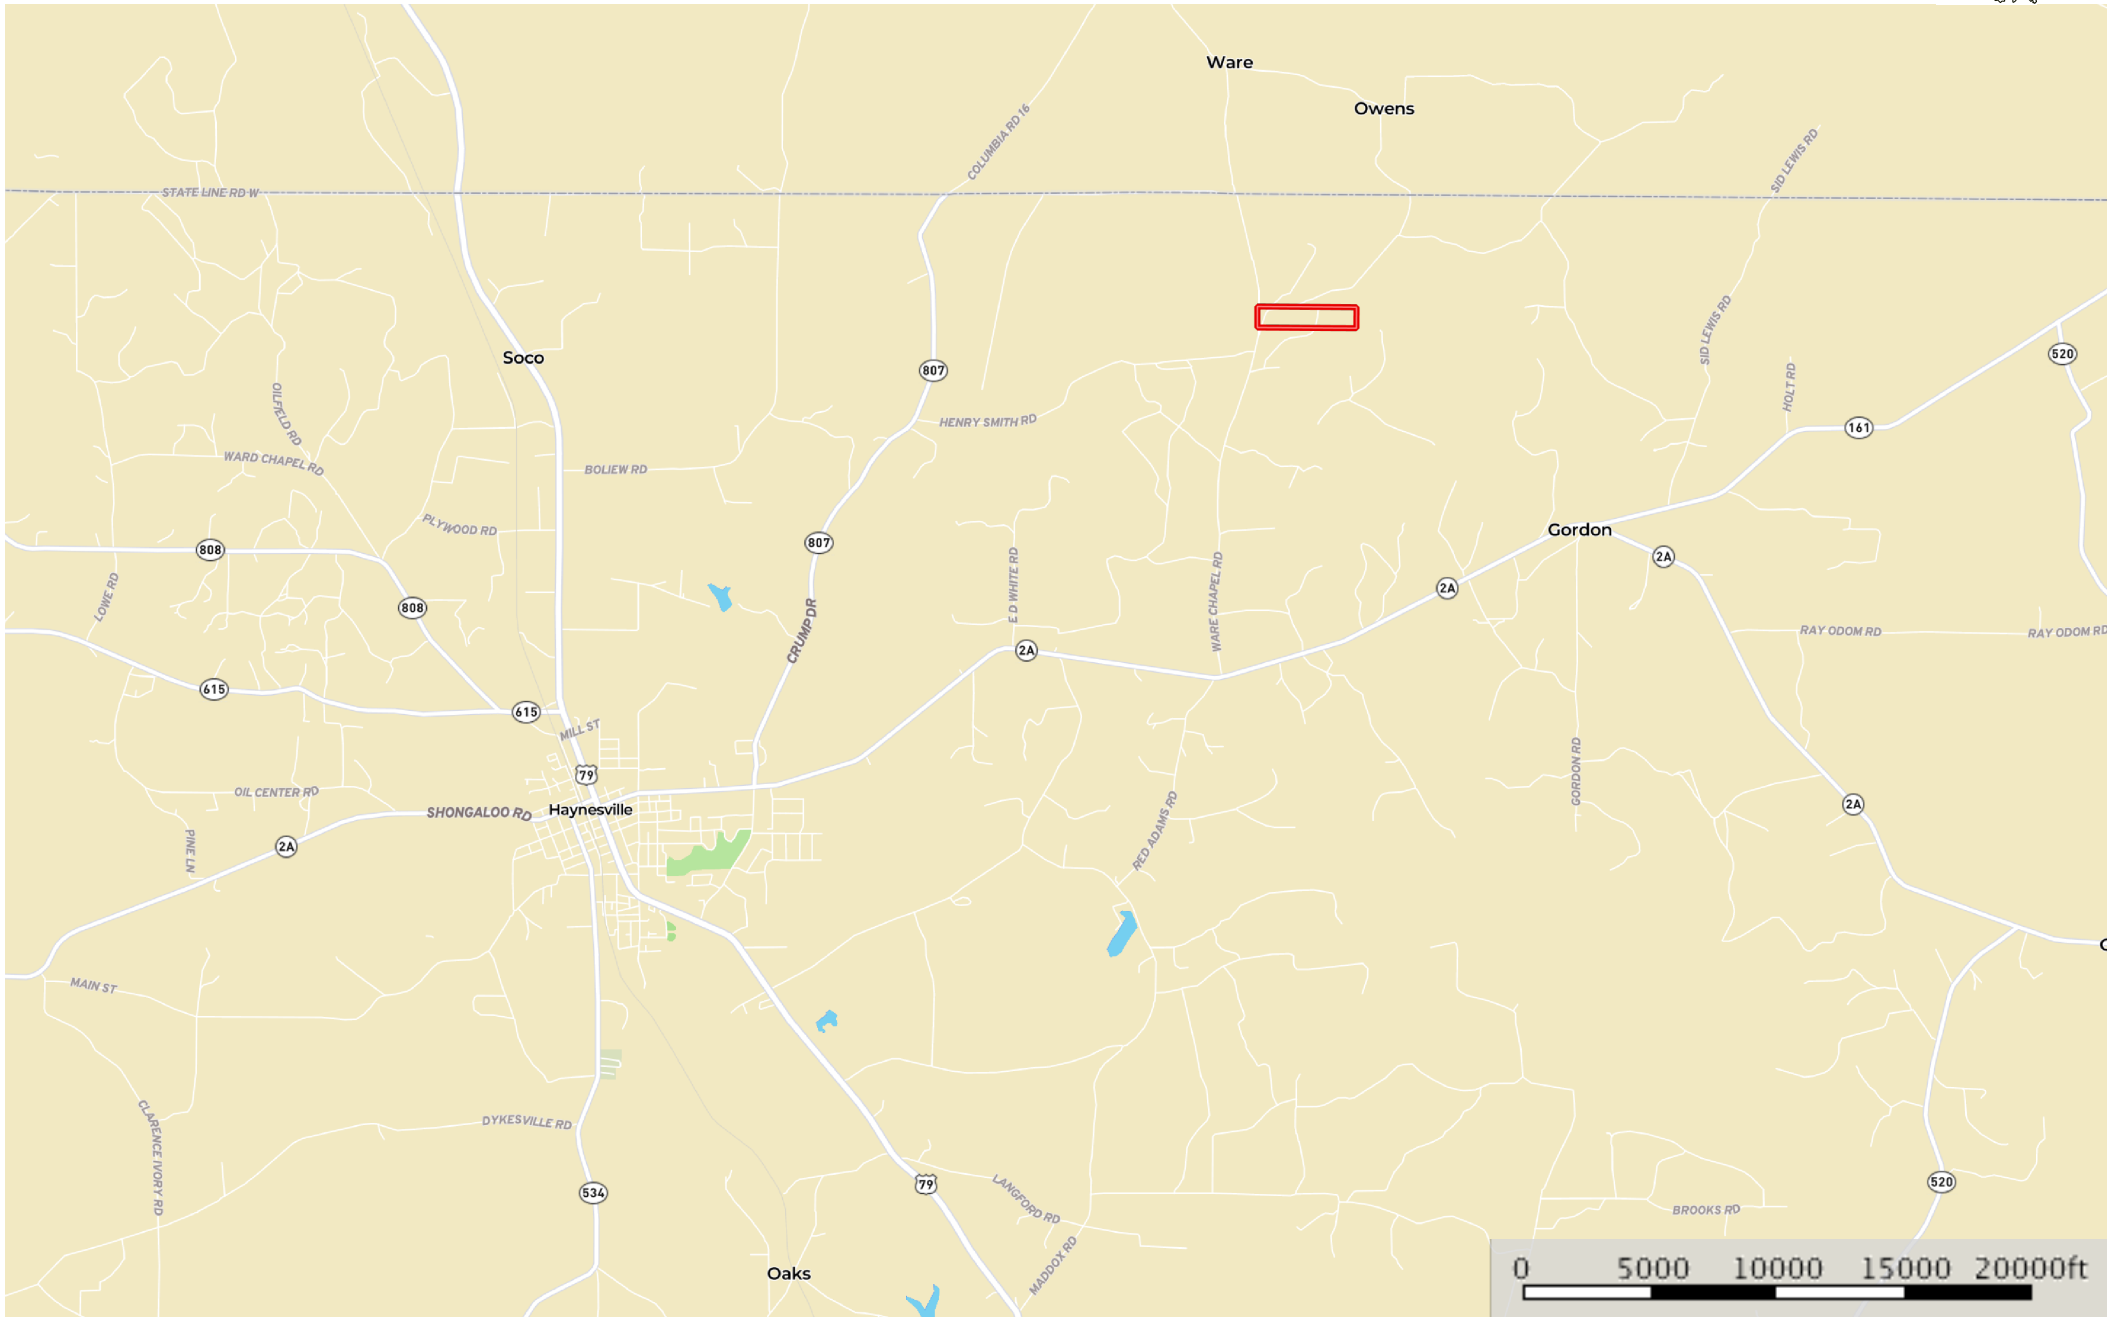 Ware
Owens
COLUMBIA RD 16
SID LEWIS RD
STATE LINE RD W
SID LEWIS RD
520
Soco
807
HOLT RD
OILFIELD RD
HENRY SMITH RD
161
WARD CHAPEL RD
BOLIEW RD
PLYWOOD RD
Gordon
808
807
2A
LOWE RD
E D WHITE RD
WARE CHAPEL RD
2A
808
CRUMP DR
RAY ODOM RD
RAY ODOM RD
2A
615
615
MILL ST
79
GORDON RD
OIL CENTER RD
SHONGALOO RD
Haynesville
2A
RED ADAMS RD
2A
PINE LN
MAIN ST
CLARENCE IVORY RD
DYKESVILLE RD
534
79
LANGFORD RD
520
BROOKS RD
MADDOX RD
Oaks
0 5000 10000 15000 20000ft